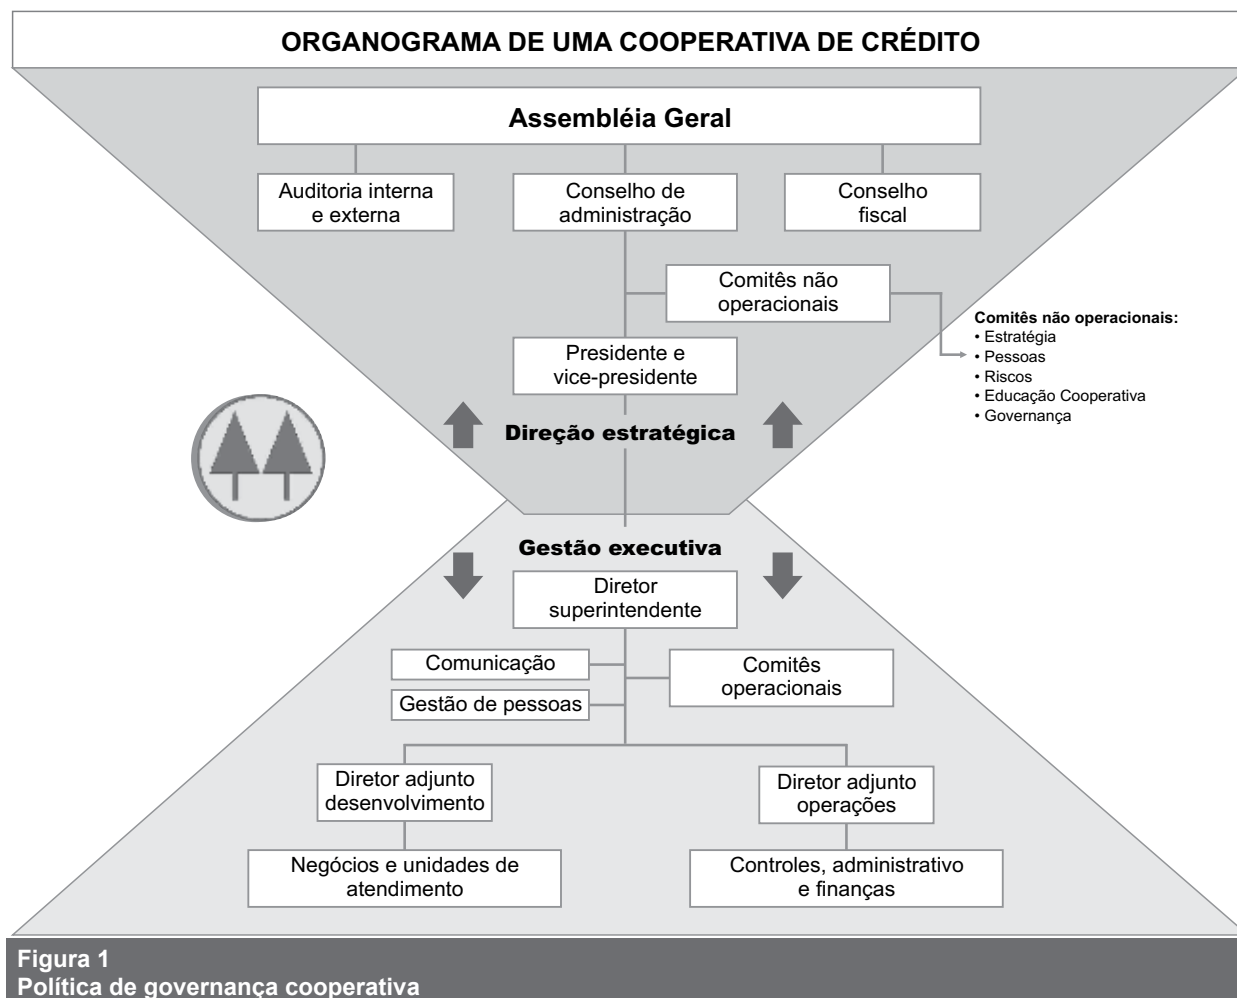 ORGANOGRAMA DE UMA COOPERATIVA DE CRÉDITO
Assembléia Geral
Auditoria interna
e externa
Conselho de
administração
Conselho
fiscal
Comitês não
operacionais
Comitês não operacionais:
• Estratégia
• Pessoas
• Riscos
• Educação Cooperativa
• Governança
Presidente e
vice-presidente
Direção estratégica
Gestão executiva
Diretor
superintendente
Comunicação
Gestão de pessoas
Comitês
operacionais
Diretor adjunto
desenvolvimento
Diretor adjunto
operações
Negócios e unidades de
atendimento
Controles, administrativo
e finanças
Figura 1
Política de governança cooperativa